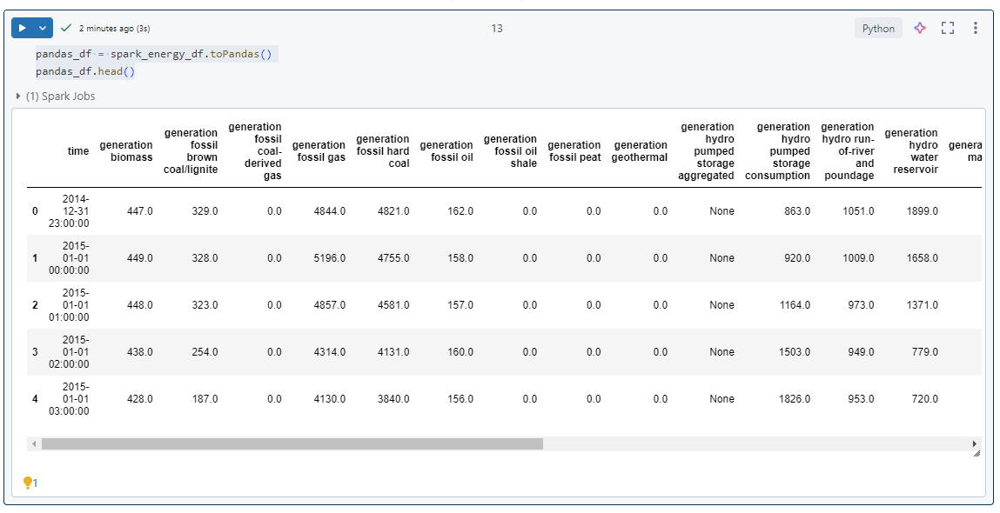 2 minutes ago (3s)
13
Python
pandas_df = spark_energy_df.toPandas()
pandas_df.head()
(1) Spark Jobs
time
generation
biomass
generation
fossil
brown
coal/lignite
generation
fossil
coal-
derived
gas
generation
fossil gas
generation
fossil hard
coal
generation
fossil oil
generation
fossil oil
shale
generation
fossil peat
generation
geothermal
generation
hydro
pumped
storage
aggregated
generation
hydro
pumped
storage
consumption
generation
hydro run-
of-river
and
poundage
generation
hydro
water
reservoir
genera
ma
0 2014-12-31 23:00:00 447.0 329.0 0.0 4844.0 4821.0 162.0 0.0 0.0 0.0 None 863.0 1051.0 1899.0
1 2015-01-01 00:00:00 449.0 328.0 0.0 5196.0 4755.0 158.0 0.0 0.0 0.0 None 920.0 1009.0 1658.0
2 2015-01-01 01:00:00 448.0 323.0 0.0 4857.0 4581.0 157.0 0.0 0.0 0.0 None 1164.0 973.0 1371.0
3 2015-01-01 02:00:00 438.0 254.0 0.0 4314.0 4131.0 160.0 0.0 0.0 0.0 None 1503.0 949.0 779.0
4 2015-01-01 03:00:00 428.0 187.0 0.0 4130.0 3840.0 156.0 0.0 0.0 0.0 None 1826.0 953.0 720.0
1